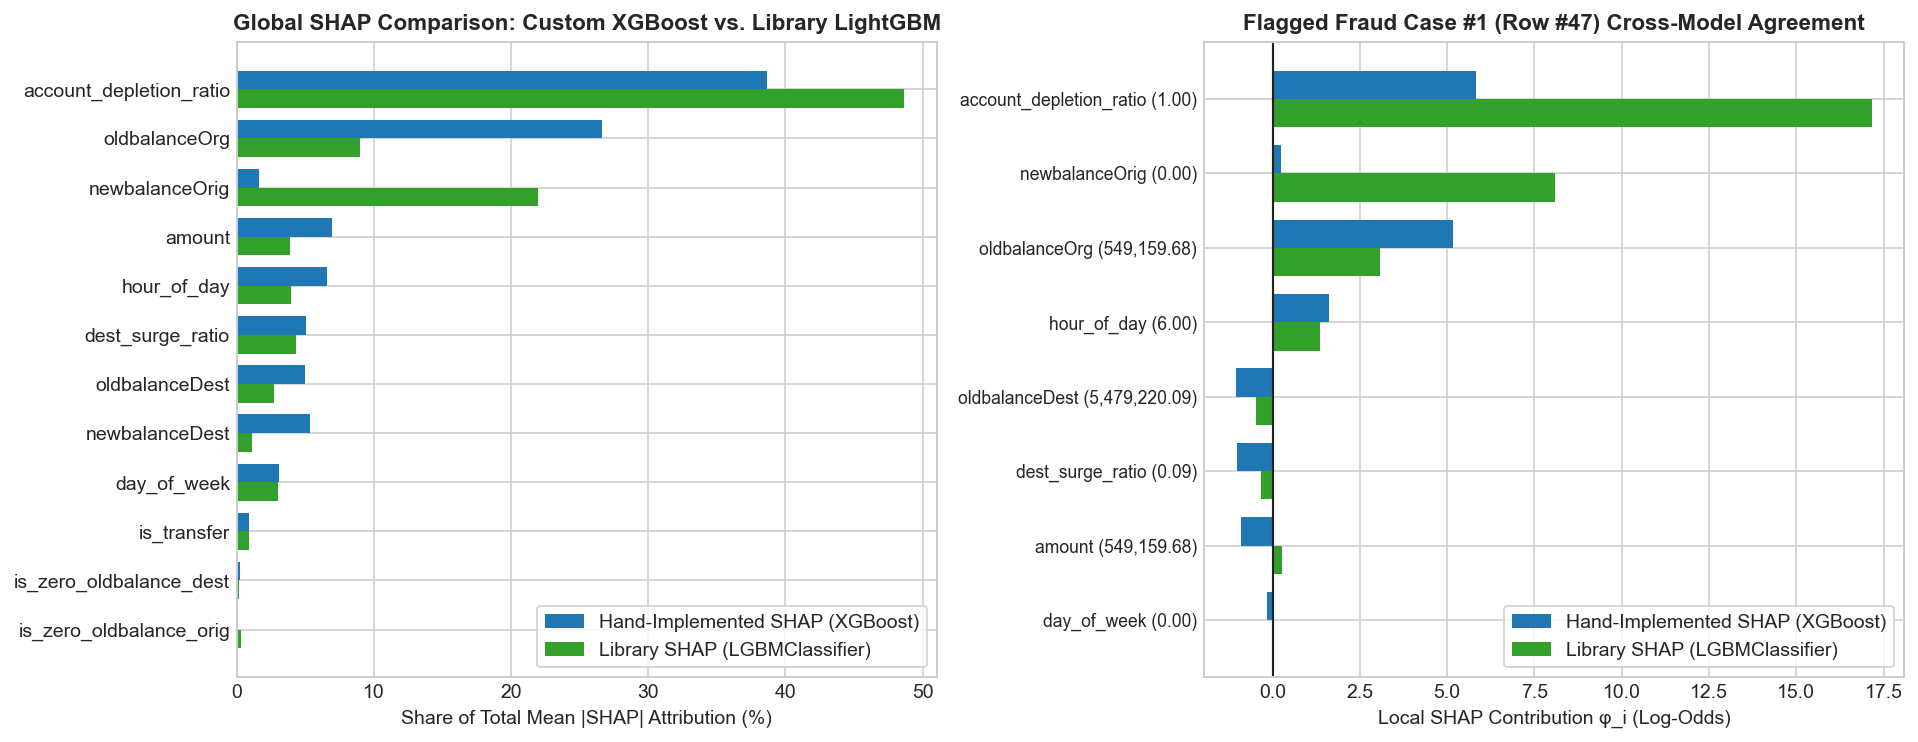 Global SHAP Comparison: Custom XGBoost vs. Library LightGBM
account_depletion_ratio
oldbalanceOrg
newbalanceOrig
amount
hour_of_day
dest_surge_ratio
oldbalanceDest
newbalanceDest
day_of_week
is_transfer
is_zero_oldbalance_dest
is_zero_oldbalance_orig
Hand-Implemented SHAP (XGBoost)
Library SHAP (LGBMClassifier)
0 10 20 30 40 50
Share of Total Mean |SHAP| Attribution (%)
Flagged Fraud Case #1 (Row #47) Cross-Model Agreement
account_depletion_ratio (1.00)
newbalanceOrig (0.00)
oldbalanceOrg (549,159.68)
hour_of_day (6.00)
oldbalanceDest (5,479,220.09)
dest_surge_ratio (0.09)
amount (549,159.68)
day_of_week (0.00)
Hand-Implemented SHAP (XGBoost)
Library SHAP (LGBMClassifier)
0.0 2.5 5.0 7.5 10.0 12.5 15.0 17.5
Local SHAP Contribution φ_i (Log-Odds)